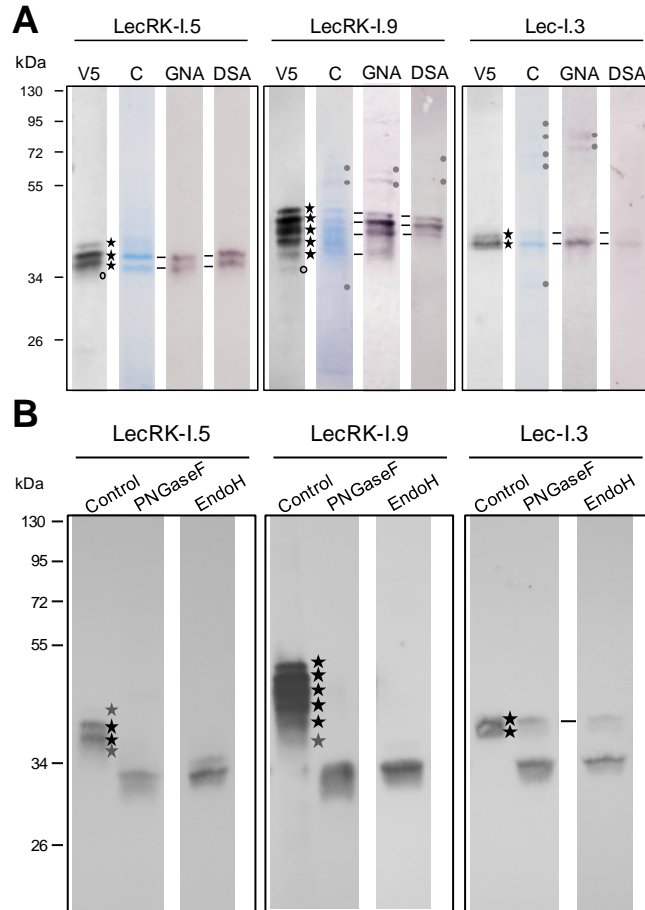 A
LecRK-I.5 LecRK-I.9 Lec-I.3
kDa
V5 C GNA DSA V5 C GNA DSA V5 C GNA DSA
130
95
72
55
34
26
B
LecRK-I.5 LecRK-I.9 Lec-I.3
kDa
Control PNGaseF EndoH Control PNGaseF EndoH Control PNGaseF EndoH
130
95
72
55
34
26